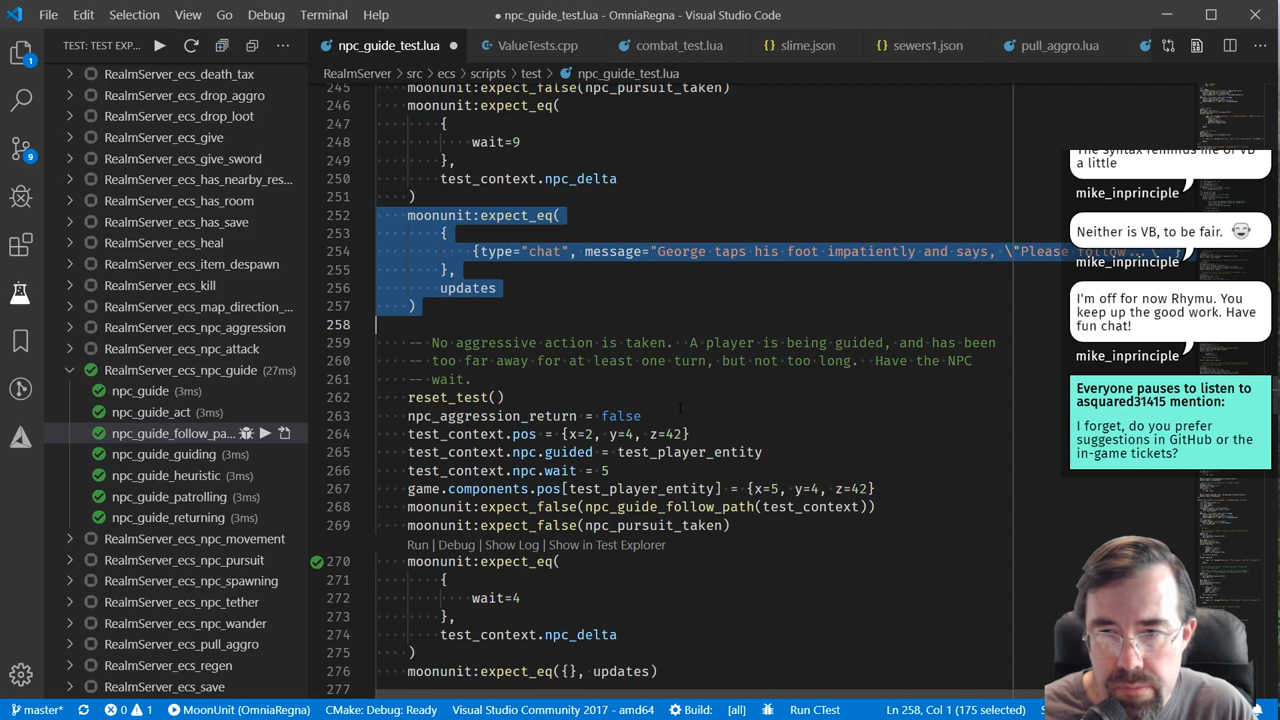 File Edit Selection View Go Debug Terminal Help
● npc_guide_test.lua - OmniaRegna - Visual Studio Code
TEST: TEST EXP...
npc_guide_test.lua
ValueTests.cpp
combat_test.lua
slime.json
sewers1.json
pull_aggro.lua
RealmServer > src > ecs > scripts > test > npc_guide_test.lua
RealmServer_ecs_death_tax
RealmServer_ecs_drop_aggro
RealmServer_ecs_drop_loot
RealmServer_ecs_give
RealmServer_ecs_give_sword
RealmServer_ecs_has_nearby_res...
RealmServer_ecs_has_room
RealmServer_ecs_has_save
RealmServer_ecs_heal
RealmServer_ecs_item_despawn
RealmServer_ecs_kill
RealmServer_ecs_map_direction_...
RealmServer_ecs_npc_aggression
RealmServer_ecs_npc_attack
RealmServer_ecs_npc_guide (27ms)
npc_guide (3ms)
npc_guide_act (3ms)
npc_guide_follow_pa...
npc_guide_guiding (3ms)
npc_guide_heuristic (3ms)
npc_guide_patrolling (3ms)
npc_guide_returning (3ms)
RealmServer_ecs_npc_movement
RealmServer_ecs_npc_pursuit
RealmServer_ecs_npc_spawning
RealmServer_ecs_npc_tether
RealmServer_ecs_npc_wander
RealmServer_ecs_pull_aggro
RealmServer_ecs_regen
RealmServer_ecs_save
1
9
245 moonunit:expect_false(npc_pursuit_taken)
246 moonunit:expect_eq(
247 {
248 wait=9
249 },
250 test_context.npc_delta
251 )
252 moonunit:expect_eq(
253 {
254 {type="chat", message="George taps his foot impatiently and says, \"Please follow...\"
255 },
256 updates
257 )
258
259 -- No aggressive action is taken.  A player is being guided, and has been
260 -- too far away for at least one turn, but not too long.  Have the NPC
261 -- wait.
262 reset_test()
263 npc_aggression_return = false
264 test_context.pos = {x=2, y=4, z=42}
265 test_context.npc.guided = test_player_entity
266 test_context.npc.wait = 5
267 game.components.pos[test_player_entity] = {x=5, y=4, z=42}
268 moonunit:expect_false(npc_guide_follow_path(test_context))
269 moonunit:expect_false(npc_pursuit_taken)
Run | Debug | Show Log | Show in Test Explorer
270 moonunit:expect_eq(
271 {
272 wait=4
273 },
274 test_context.npc_delta
275 )
276 moonunit:expect_eq({}, updates)
277
The syntax reminds me of VB
a little
mike_inprinciple
Neither is VB, to be fair.
mike_inprinciple
I'm off for now Rhymu. You
keep up the good work. Have
fun chat!
mike_inprinciple
Everyone pauses to listen to
asquared31415 mention:
I forget, do you prefer
suggestions in GitHub or the
in-game tickets?
master* 0 1 MoonUnit (OmniaRegna) CMake: Debug: Ready Visual Studio Community 2017 - amd64 Build: [all] Run CTest Ln 258, Col 1 (175 selected)